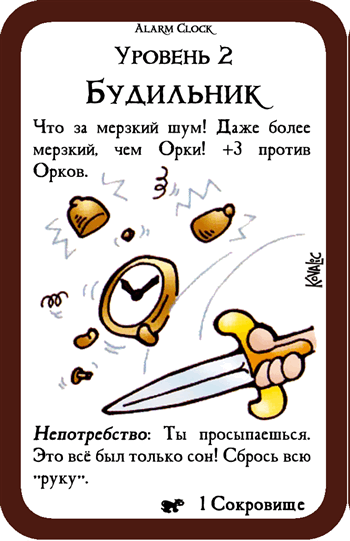 Alarm Clock
Уровень 2
Будильник
Что за мерзкий шум! Даже более
мерзкий, чем Орки! +3 против
Орков.
Kovalic
Непотребство: Ты просыпаешься.
Это всё был только сон! Сбрось всю
"руку".
1 Сокровище